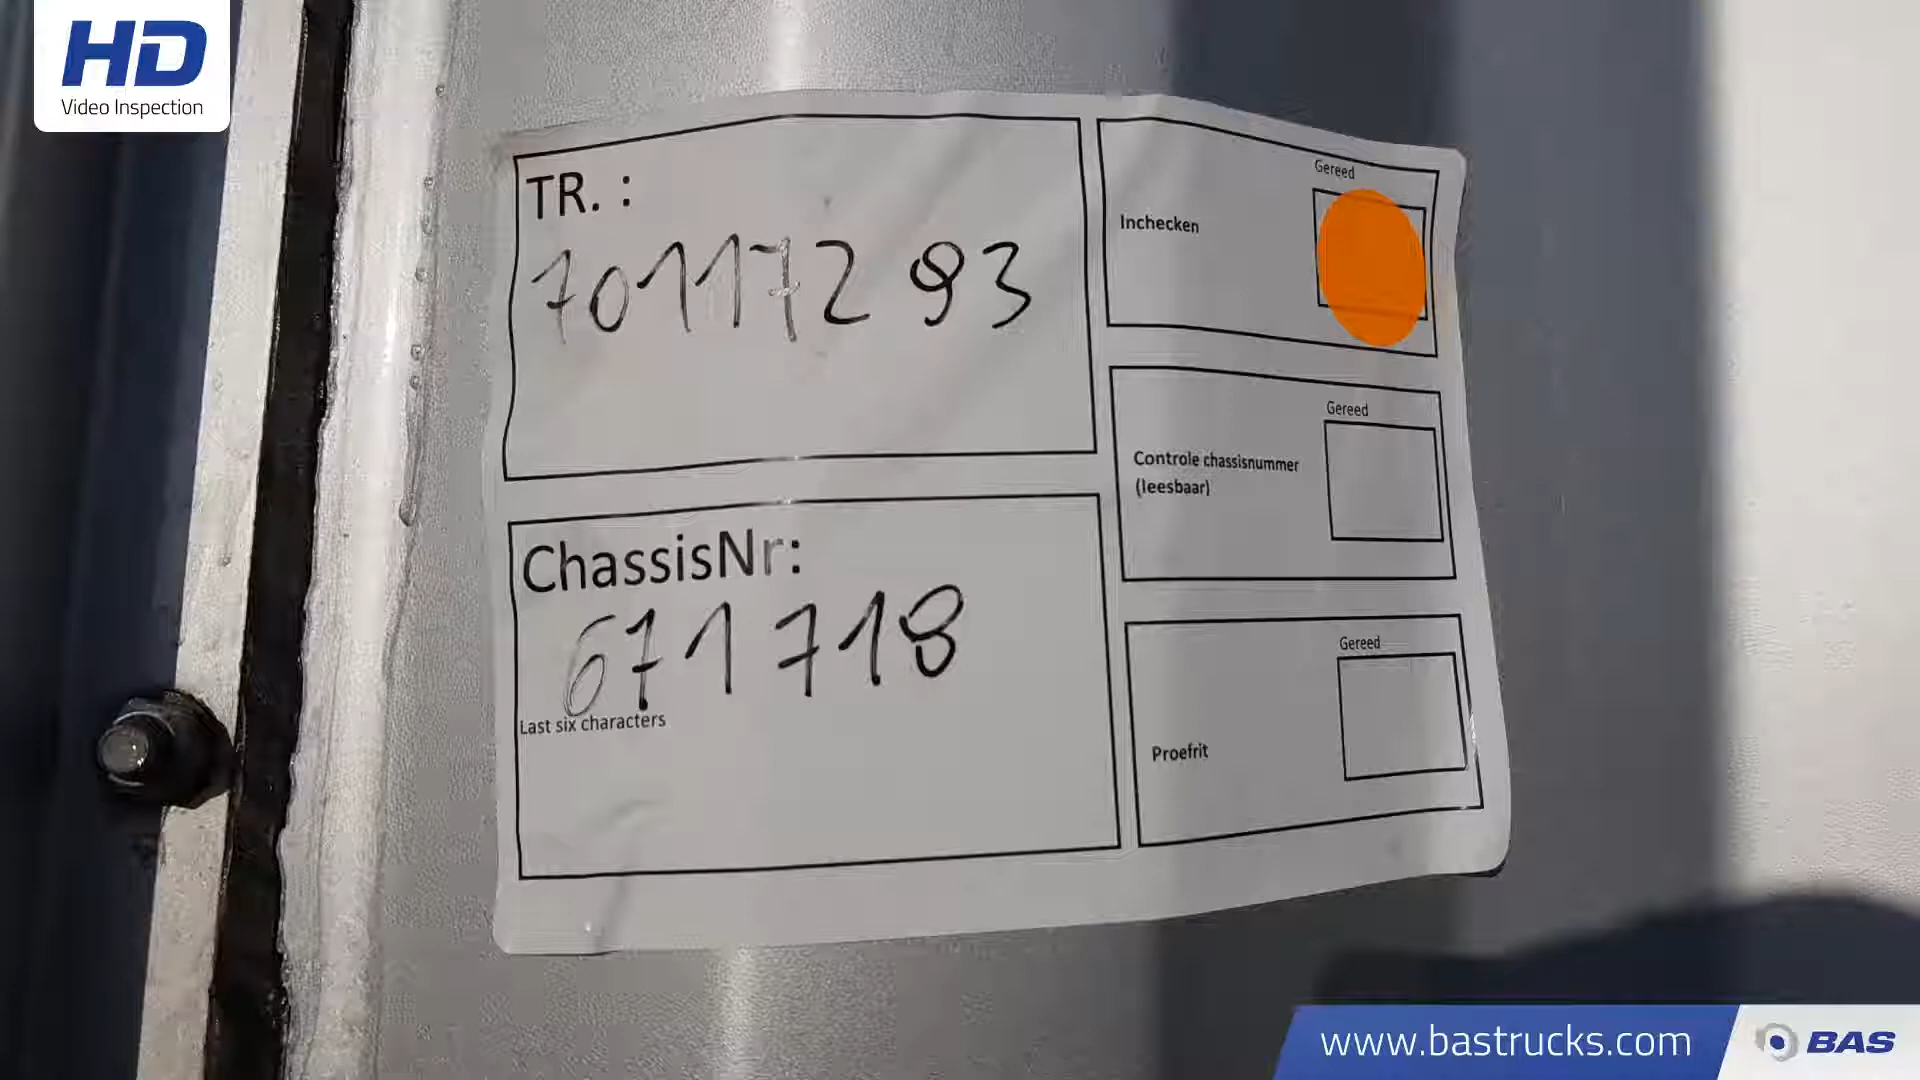 HD
Video Inspection
TR. :
70117293
ChassisNr:
671718
Last six characters
Gereed
Inchecken
Gereed
Controle chassisnummer
(leesbaar)
Gereed
Proefrit
www.bastrucks.com
BAS